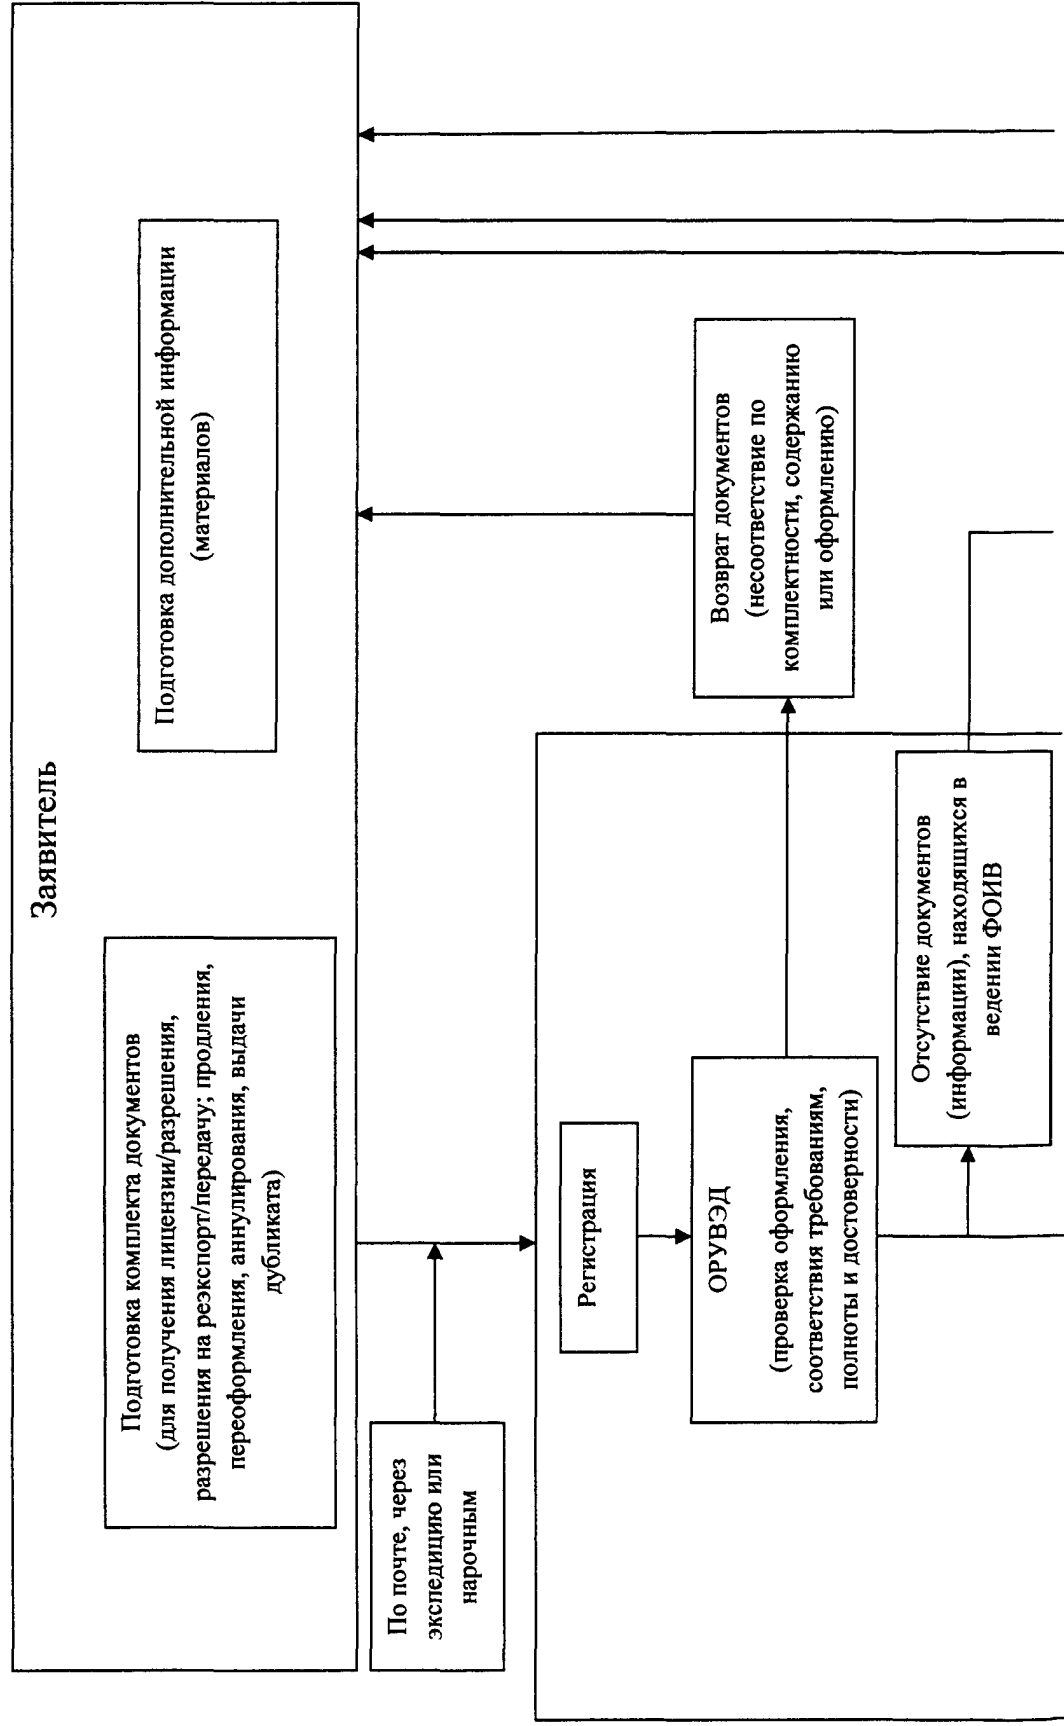 Заявитель
Подготовка комплекта документов
(для получения лицензии/разрешения,
разрешения на реэкспорт/передачу; продления,
переоформления, аннулирования, выдачи
дубликата)
Подготовка дополнительной информации
(материалов)
По почте, через
экспедицию или
нарочным
Регистрация
ОРУВЭД
(проверка оформления,
соответствия требованиям,
полноты и достоверности)
Возврат документов
(несоответствие по
комплектности, содержанию
или оформлению)
Отсутствие документов
(информации), находящихся в
ведении ФОИВ